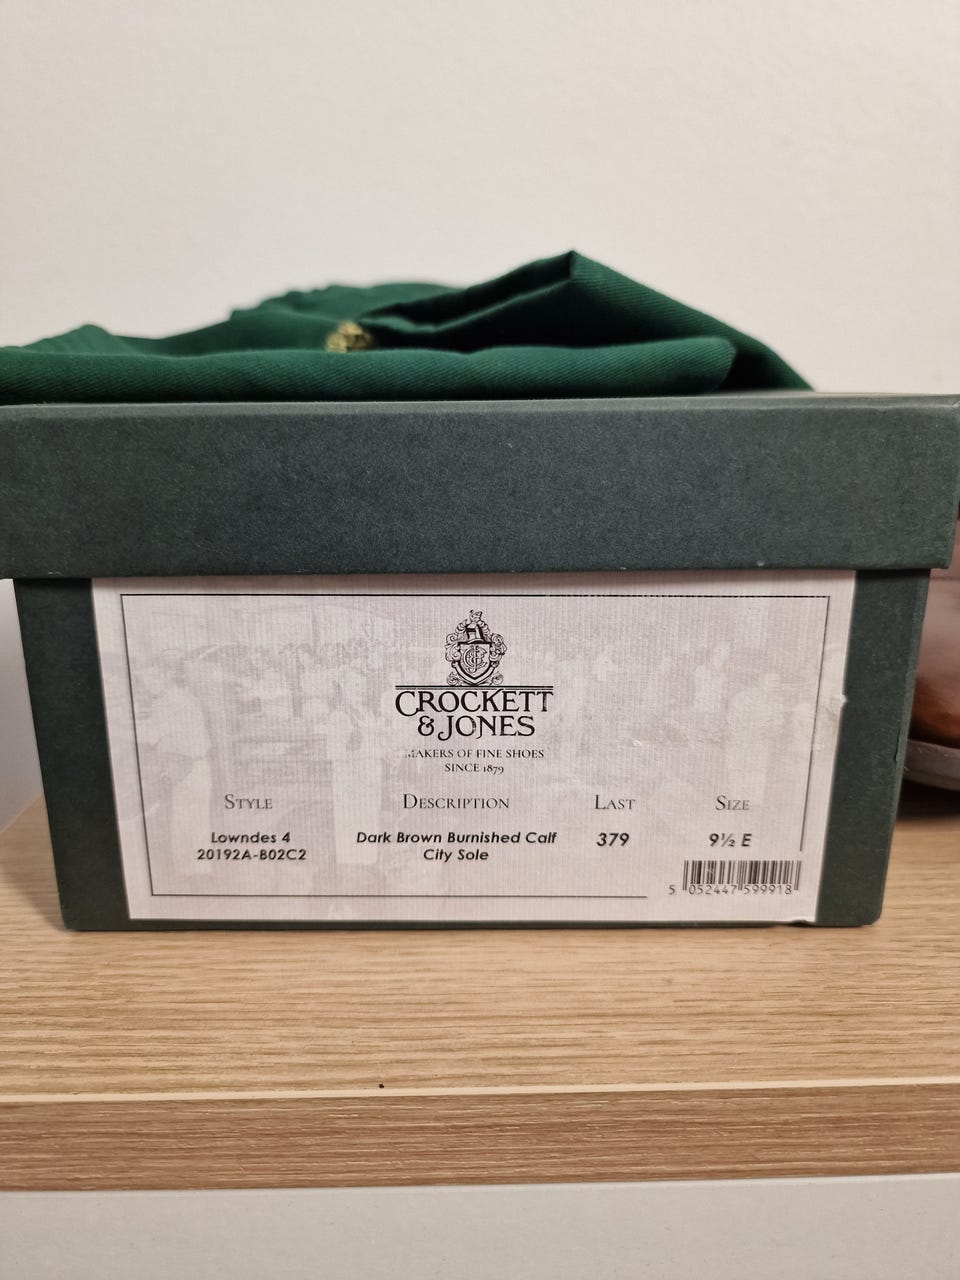 CROCKETT
& JONES
MAKERS OF FINE SHOES
SINCE 1879
STYLE DESCRIPTION LAST SIZE
Lowndes 4 Dark Brown Burnished Calf 379 9½ E
20192A-B02C2 City Sole
5 052447 599918